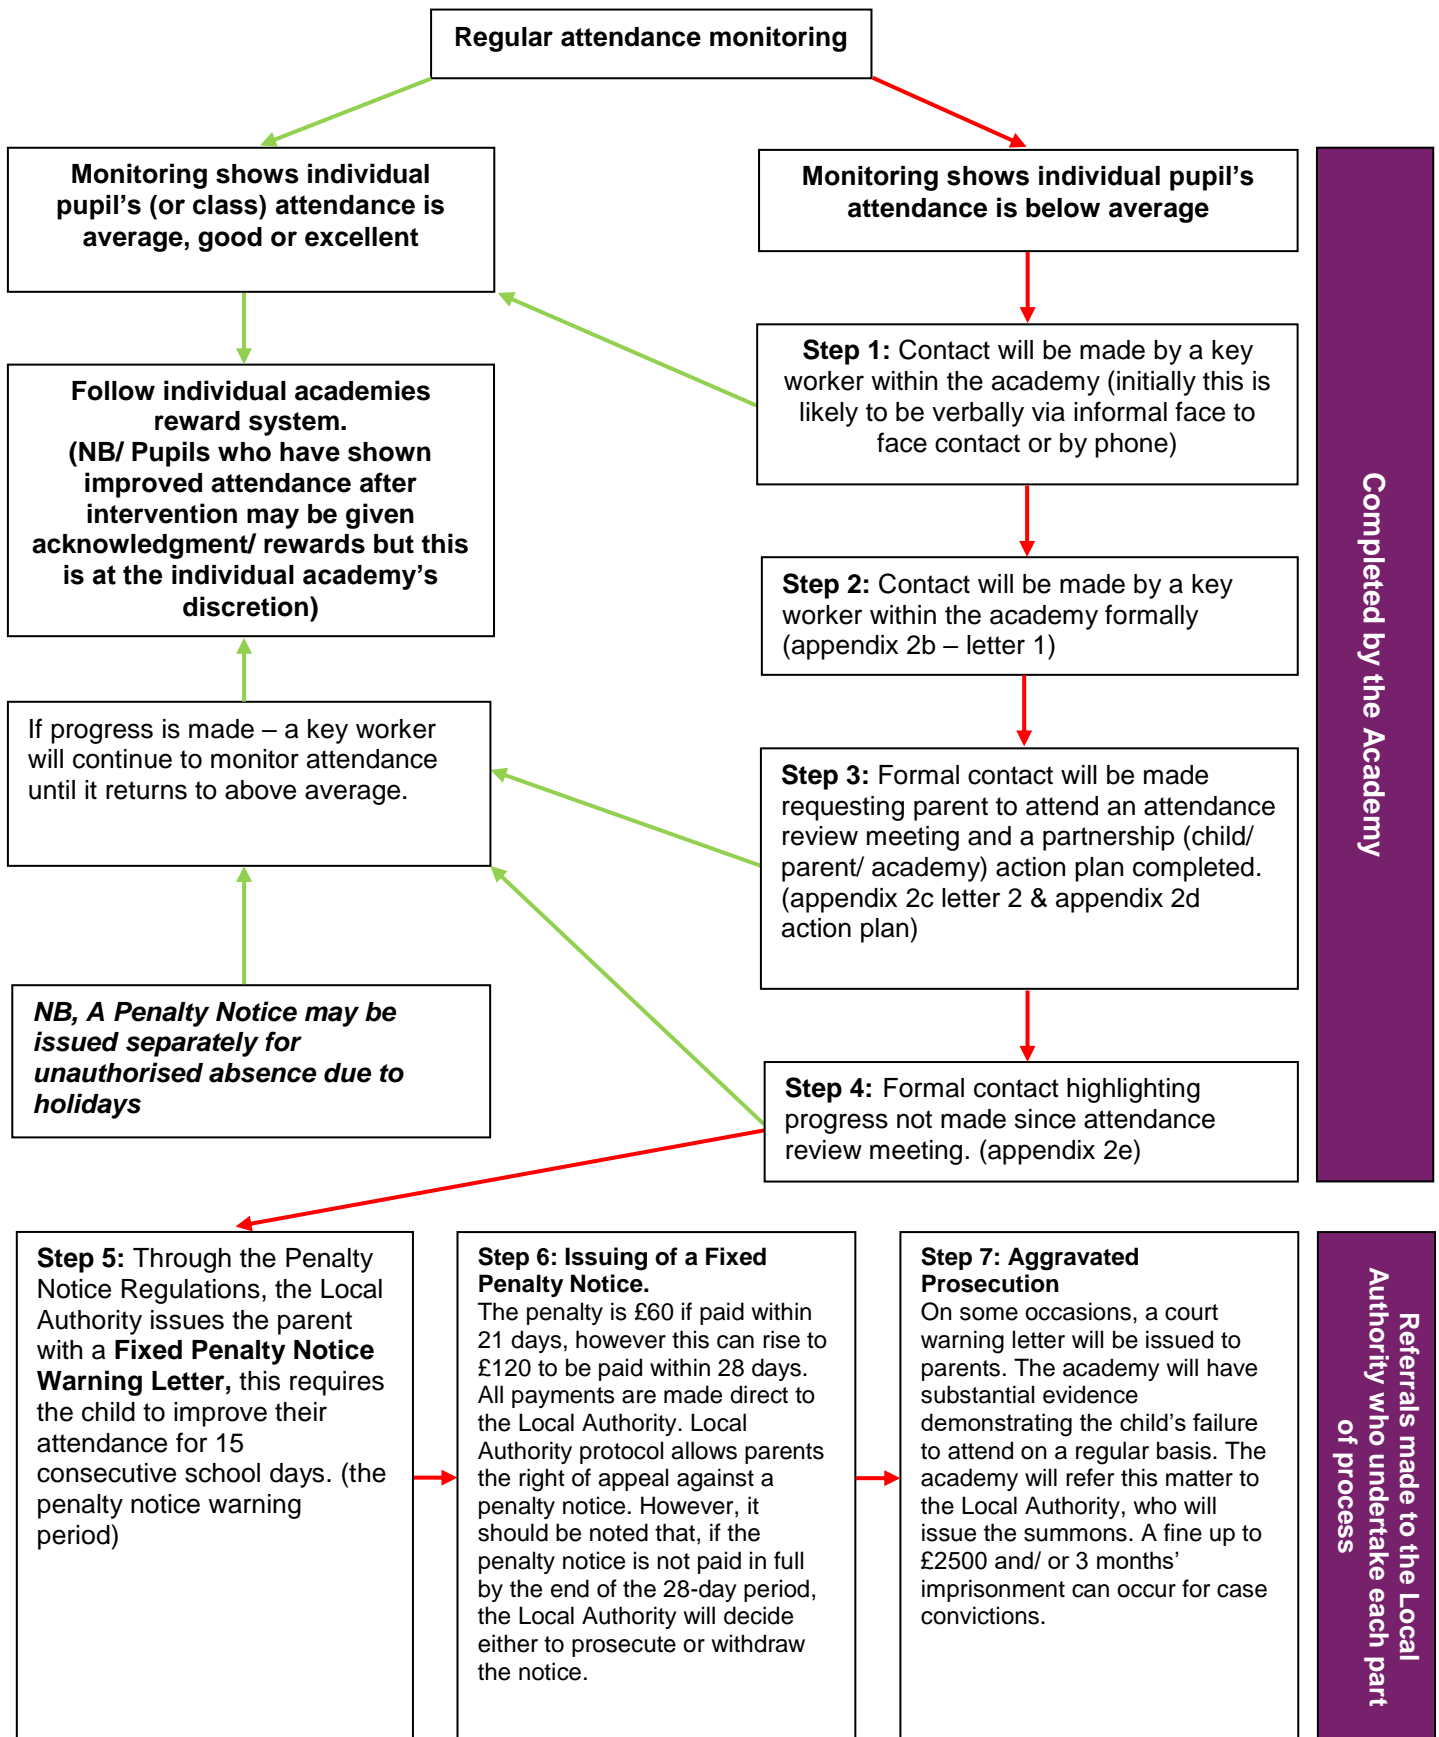 Regular attendance monitoring
Monitoring shows individual
pupil's (or class) attendance is
average, good or excellent
Monitoring shows individual pupil's
attendance is below average
Follow individual academies
reward system.
(NB/ Pupils who have shown
improved attendance after
intervention may be given
acknowledgment/ rewards but this
is at the individual academy's
discretion)
Step 1: Contact will be made by a key
worker within the academy (initially this is
likely to be verbally via informal face to
face contact or by phone)
Step 2: Contact will be made by a key
worker within the academy formally
(appendix 2b – letter 1)
If progress is made – a key worker
will continue to monitor attendance
until it returns to above average.
Step 3: Formal contact will be made
requesting parent to attend an attendance
review meeting and a partnership (child/
parent/ academy) action plan completed.
(appendix 2c letter 2 & appendix 2d
action plan)
NB, A Penalty Notice may be
issued separately for
unauthorised absence due to
holidays
Step 4: Formal contact highlighting
progress not made since attendance
review meeting. (appendix 2e)
Completed by the Academy
Step 5: Through the Penalty
Notice Regulations, the Local
Authority issues the parent
with a Fixed Penalty Notice
Warning Letter, this requires
the child to improve their
attendance for 15
consecutive school days. (the
penalty notice warning
period)
Step 6: Issuing of a Fixed
Penalty Notice.
The penalty is £60 if paid within
21 days, however this can rise to
£120 to be paid within 28 days.
All payments are made direct to
the Local Authority. Local
Authority protocol allows parents
the right of appeal against a
penalty notice. However, it
should be noted that, if the
penalty notice is not paid in full
by the end of the 28-day period,
the Local Authority will decide
either to prosecute or withdraw
the notice.
Step 7: Aggravated
Prosecution
On some occasions, a court
warning letter will be issued to
parents. The academy will have
substantial evidence
demonstrating the child's failure
to attend on a regular basis. The
academy will refer this matter to
the Local Authority, who will
issue the summons. A fine up to
£2500 and/ or 3 months'
imprisonment can occur for case
convictions.
Referrals made to the Local
Authority who undertake each part
of process